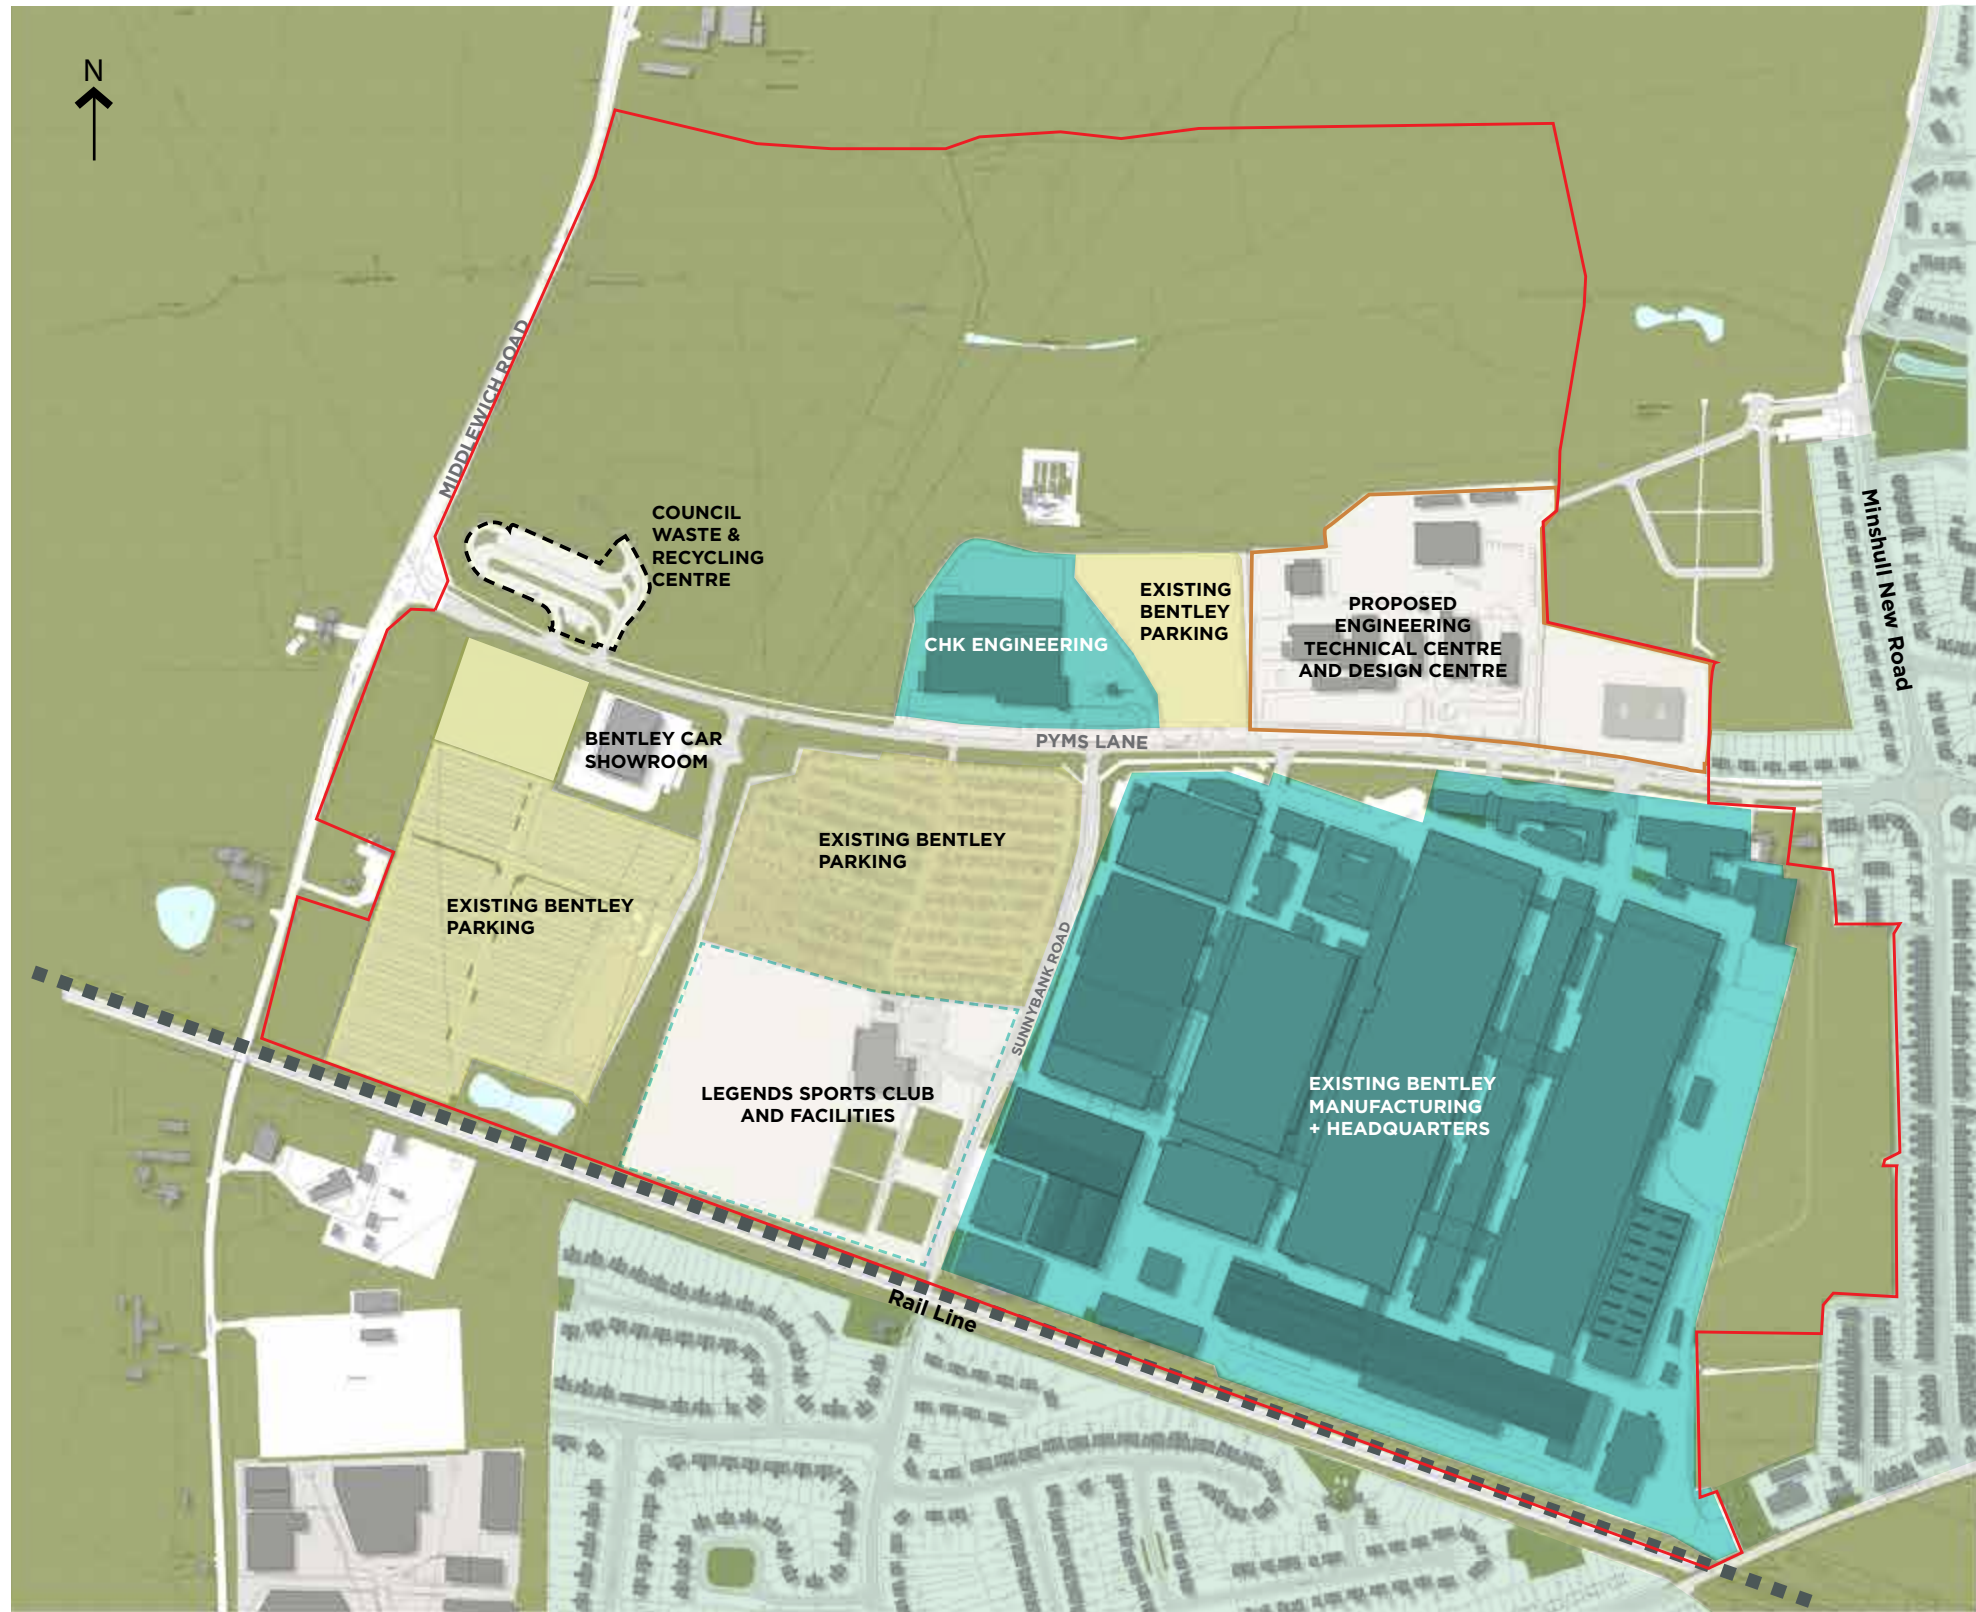 N
MIDDLEWICH ROAD
COUNCIL
WASTE &
RECYCLING
CENTRE
EXISTING
BENTLEY
PARKING
CHK ENGINEERING
PROPOSED
ENGINEERING
TECHNICAL CENTRE
AND DESIGN CENTRE
Minshull New Road
BENTLEY CAR
SHOWROOM
PYMS LANE
EXISTING BENTLEY
PARKING
EXISTING BENTLEY
PARKING
SUNNYBANK ROAD
LEGENDS SPORTS CLUB
AND FACILITIES
EXISTING BENTLEY
MANUFACTURING
+ HEADQUARTERS
Rail Line